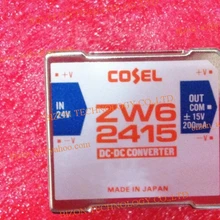 COSEL
+V
+V
IN
24V
ZW6
2415
OUT
COM
±15V
200mA
-V
-V
DC-DC CONVERTER
MADE IN JAPAN